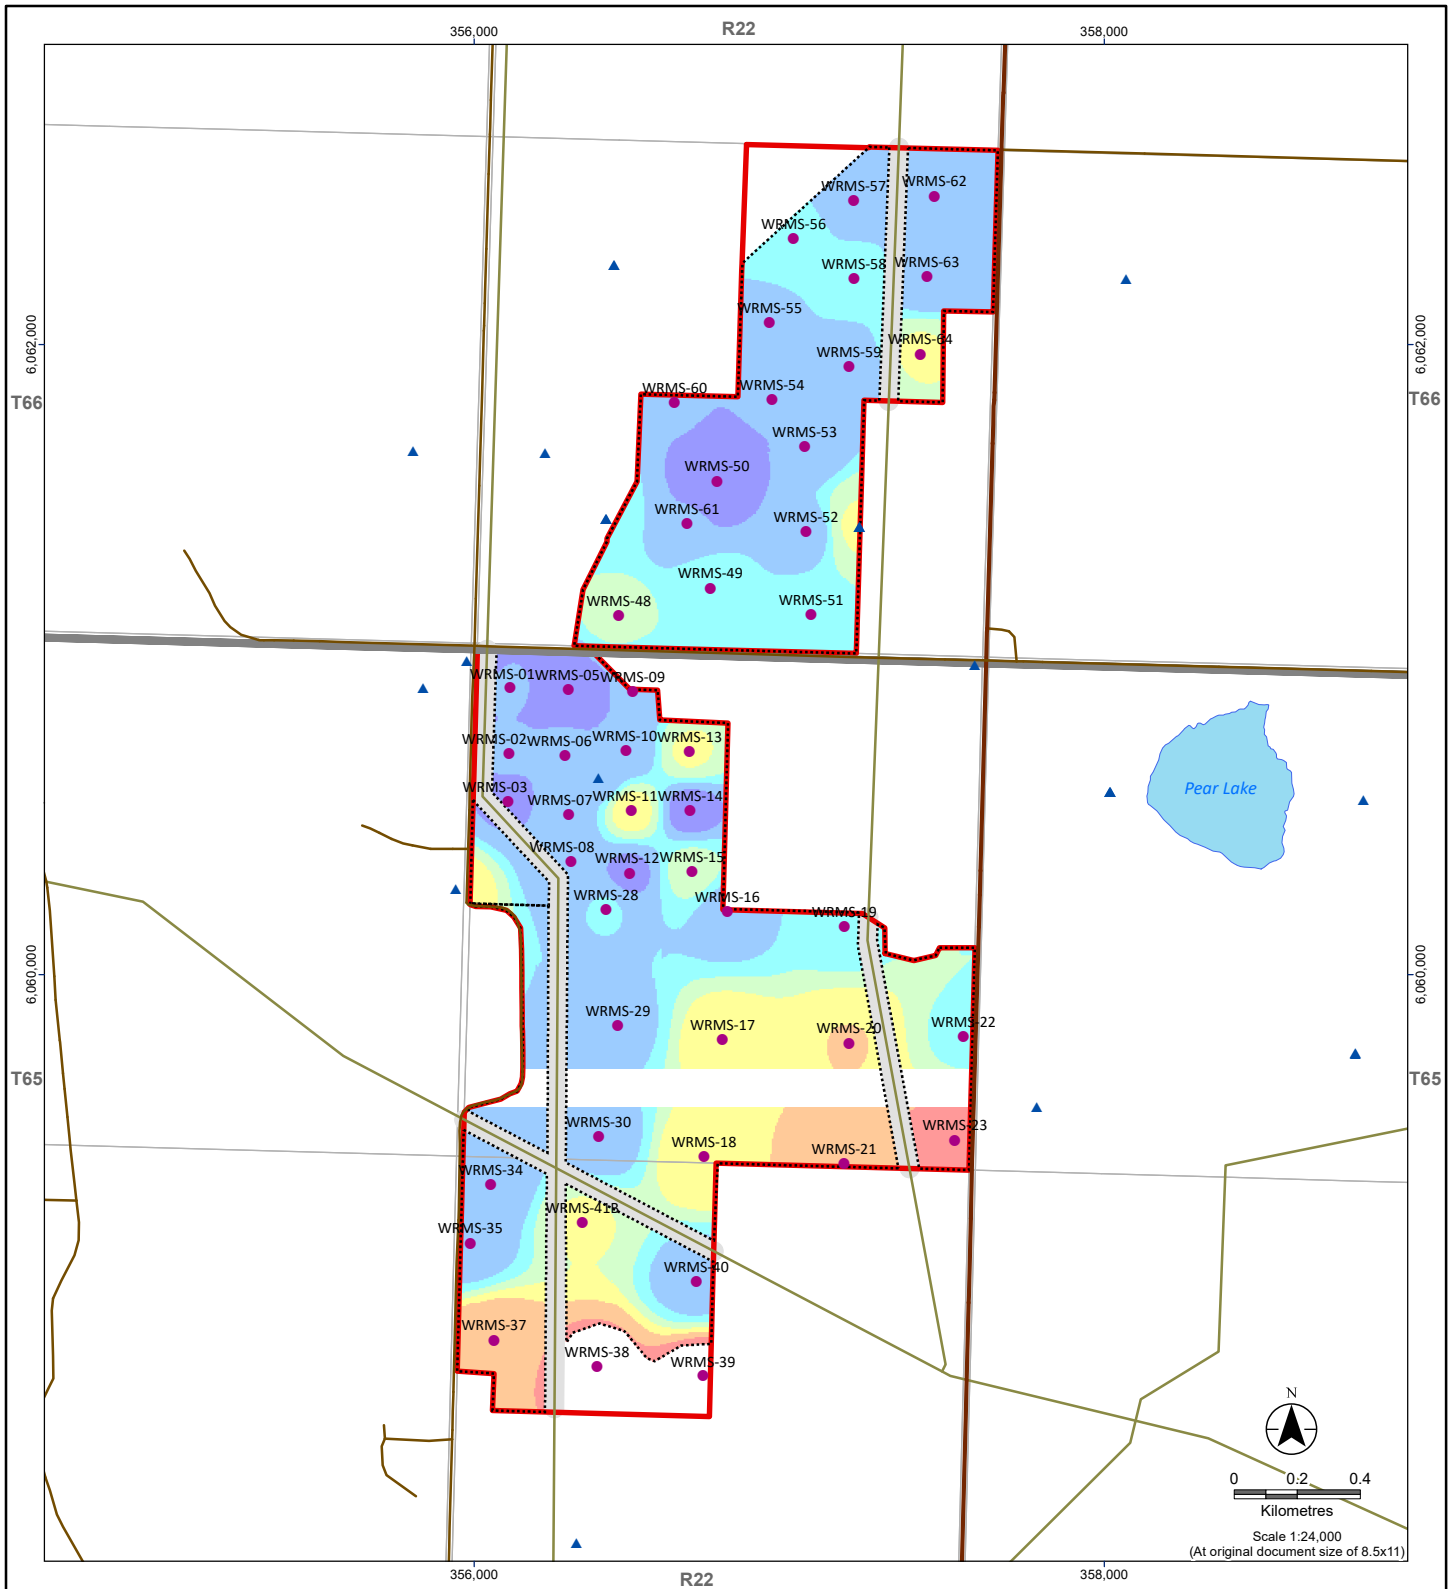 356,000
R22
358,000
WRMS-57
WRMS-62
WRMS-56
WRMS-58
WRMS-63
WRMS-55
6,062,000
6,062,000
WRMS-59
WRMS-64
WRMS-60
WRMS-54
T66
T66
WRMS-53
WRMS-50
WRMS-61
WRMS-52
WRMS-49
WRMS-48
WRMS-51
WRMS-01
WRMS-05
WRMS-09
WRMS-02
WRMS-06
WRMS-10
WRMS-13
Pear Lake
WRMS-03
WRMS-07
WRMS-11
WRMS-14
WRMS-08
WRMS-12
WRMS-15
WRMS-28
WRMS-16
WRMS-19
6,060,000
6,060,000
WRMS-29
WRMS-17
WRMS-20
WRMS-22
T65
T65
WRMS-30
WRMS-18
WRMS-21
WRMS-23
WRMS-34
WRMS-41B
WRMS-35
WRMS-40
WRMS-37
WRMS-38
WRMS-39
N
0 0.2 0.4
Kilometres
Scale 1:24,000
(At original document size of 8.5x11)
356,000
R22
358,000